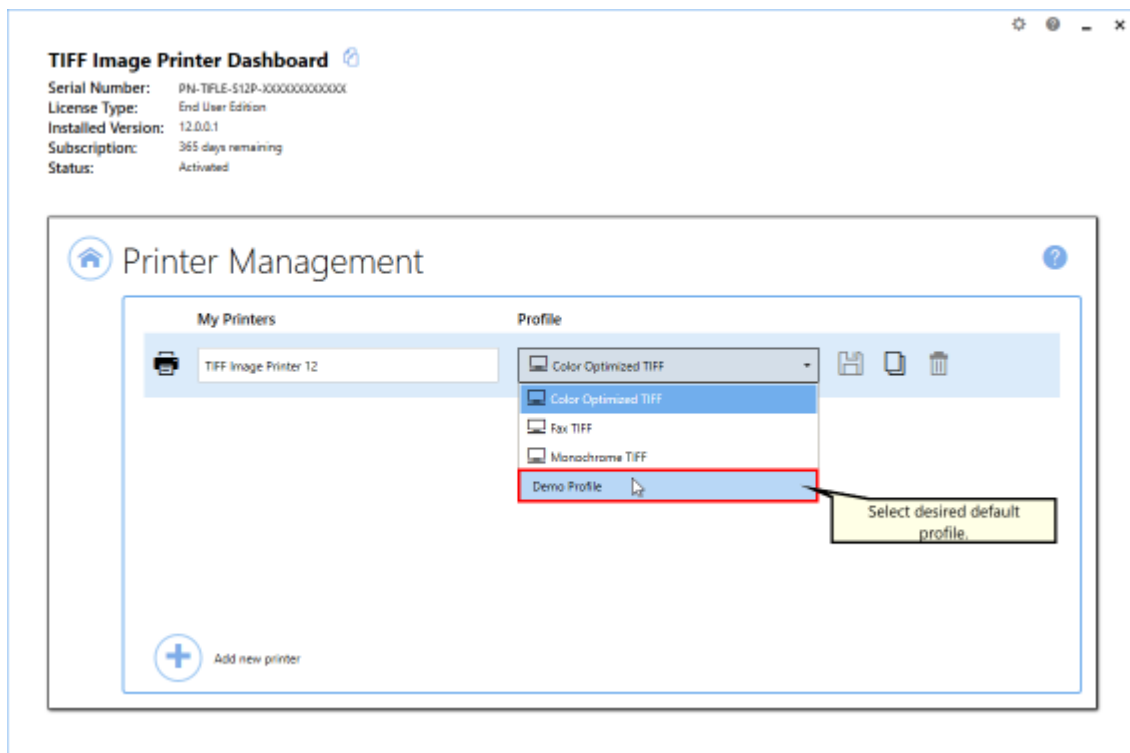 TIFF Image Printer Dashboard
Serial Number: PN-TIFLE-S12P-XXXXXXXXXXXX
License Type: End User Edition
Installed Version: 12.0.0.1
Subscription: 365 days remaining
Status: Activated
Printer Management
My Printers Profile
TIFF Image Printer 12 Color Optimized TIFF
Color Optimized TIFF
Fax TIFF
Monochrome TIFF
Demo Profile
Select desired default
profile.
Add new printer